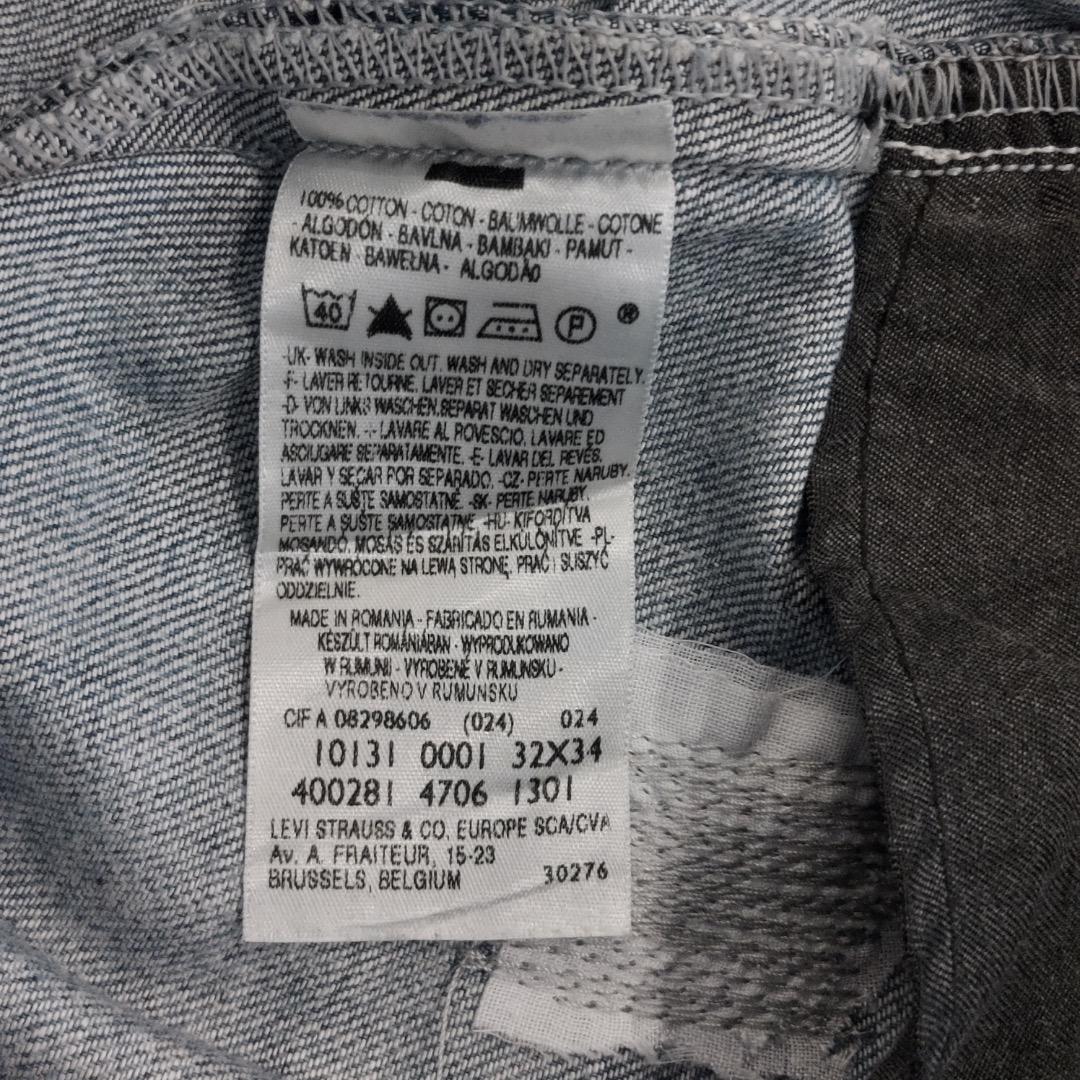 100% COTTON - COTON - BAUMWOLLE - COTONE
- ALGODÓN - BAVLNA - BAMBAKI - PAMUT -
KATOEN - BAWEŁNA - ALGODÃO
40 P ®
-UK- WASH INSIDE OUT. WASH AND DRY SEPARATELY.
-F- LAVER RETOURNE. LAVER ET SECHER SEPAREMENT
-D- VON LINKS WASCHEN.SEPARAT WASCHEN UND
TROCKNEN. -I- LAVARE AL ROVESCIO, LAVARE ED
ASCIUGARE SEPARATAMENTE. -E- LAVAR DEL REVÉS.
LAVAR Y SECAR POR SEPARADO. -CZ- PERTE NARUBY.
PERTE A SUŠTE SAMOSTATNĚ. -SK- PERTE NARUBY.
PERTE A SUŠTE SAMOSTATNE. -HU- KIFORDÍTVA
MOSANDÓ. MOSÁS ÉS SZÁRÍTÁS ELKÜLÖNÍTVE -PL-
PRAĆ WYWRÓCONE NA LEWĄ STRONĘ. PRAĆ I SUSZYĆ
ODDZIELNIE.
MADE IN ROMANIA - FABRICADO EN RUMANIA -
KÉSZÜLT ROMÁNIÁBAN - WYPRODUKOWANO
W RUMUNII - VYROBENÉ V RUMUNSKU -
VYROBENO V RUMUNSKU
CIF A 08298606 (024) 024
10131 0001 32X34
400281 4706 1301
LEVI STRAUSS & CO. EUROPE SCA/CVA
Av. A. FRAITEUR, 15-23
BRUSSELS, BELGIUM 30276